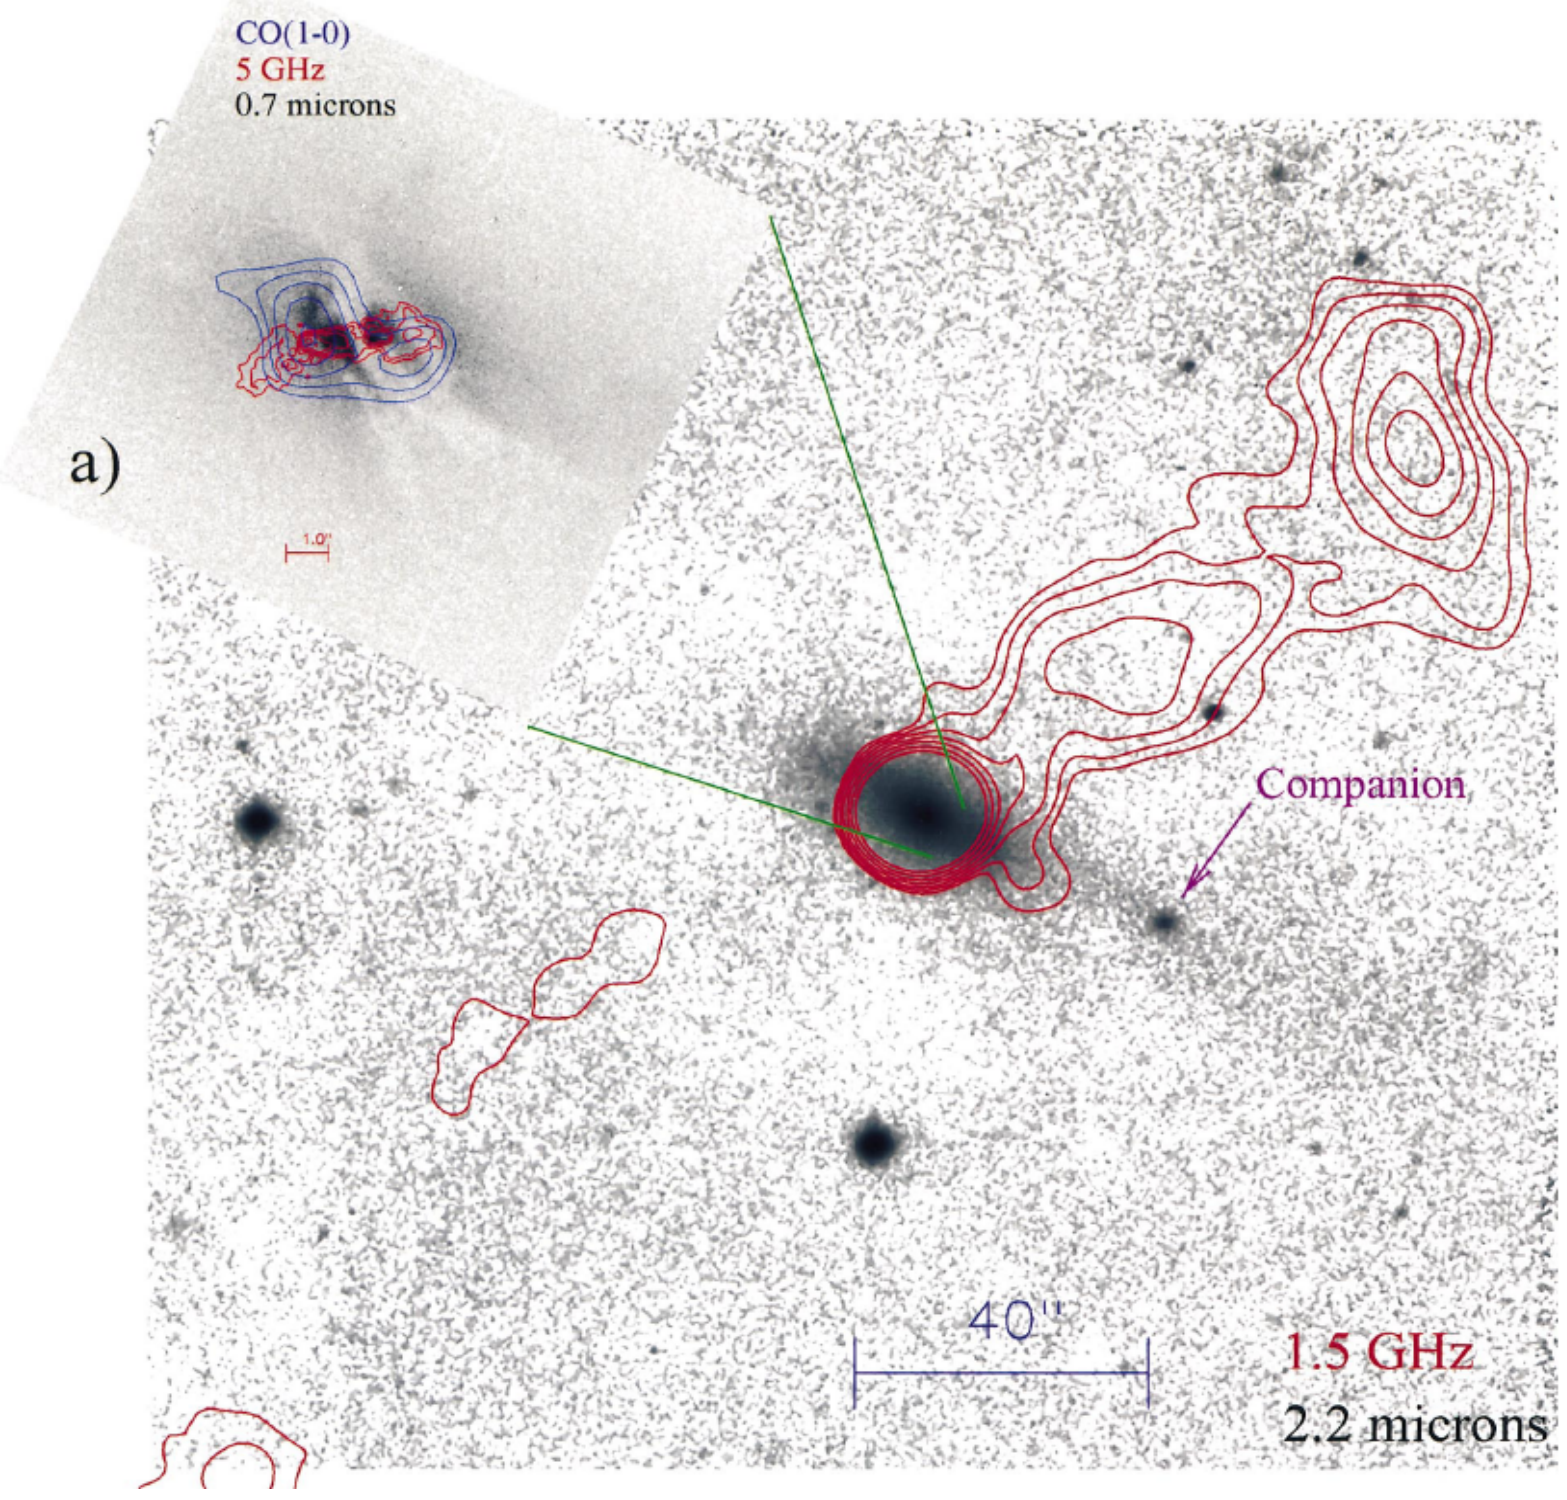 CO(1-0)
5 GHz
0.7 microns
a)
1.0"
Companion
40"
1.5 GHz
2.2 microns